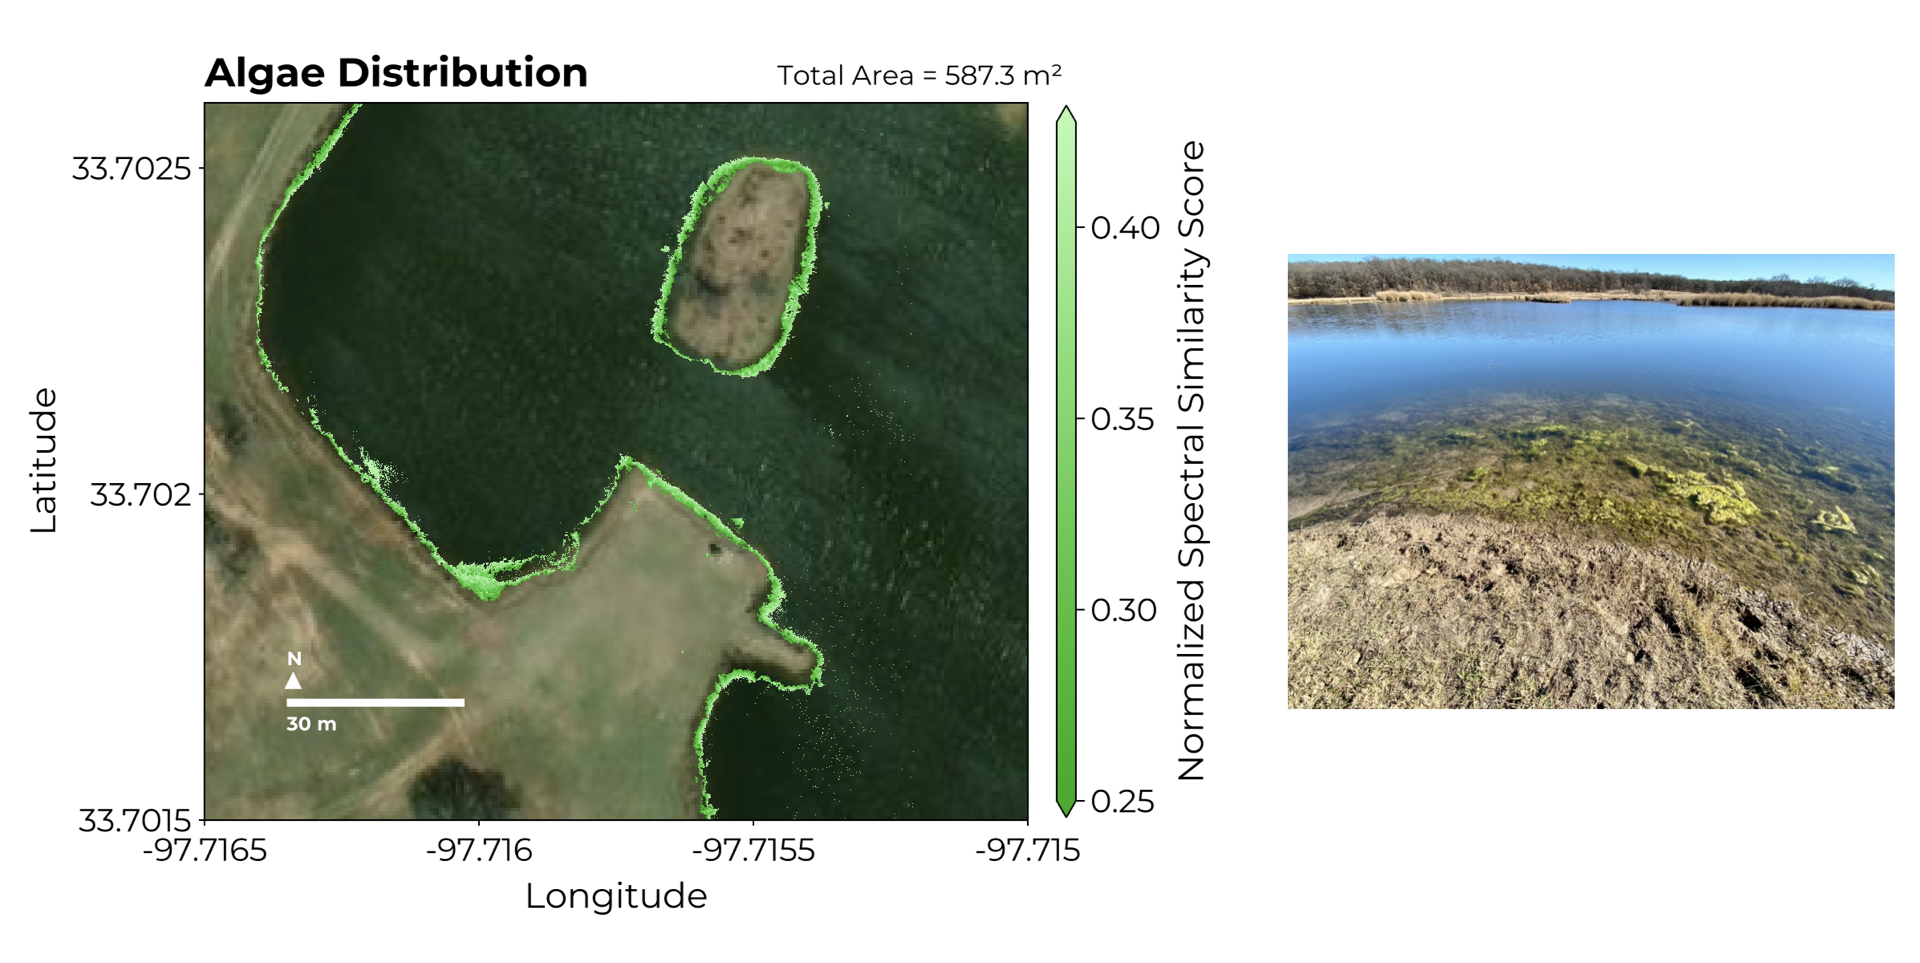 Algae Distribution
Total Area = 587.3 m²
33.7025
33.702
33.7015
Latitude
N
30 m
-97.7165
-97.716
-97.7155
-97.715
Longitude
0.40
0.35
0.30
0.25
Normalized Spectral Similarity Score